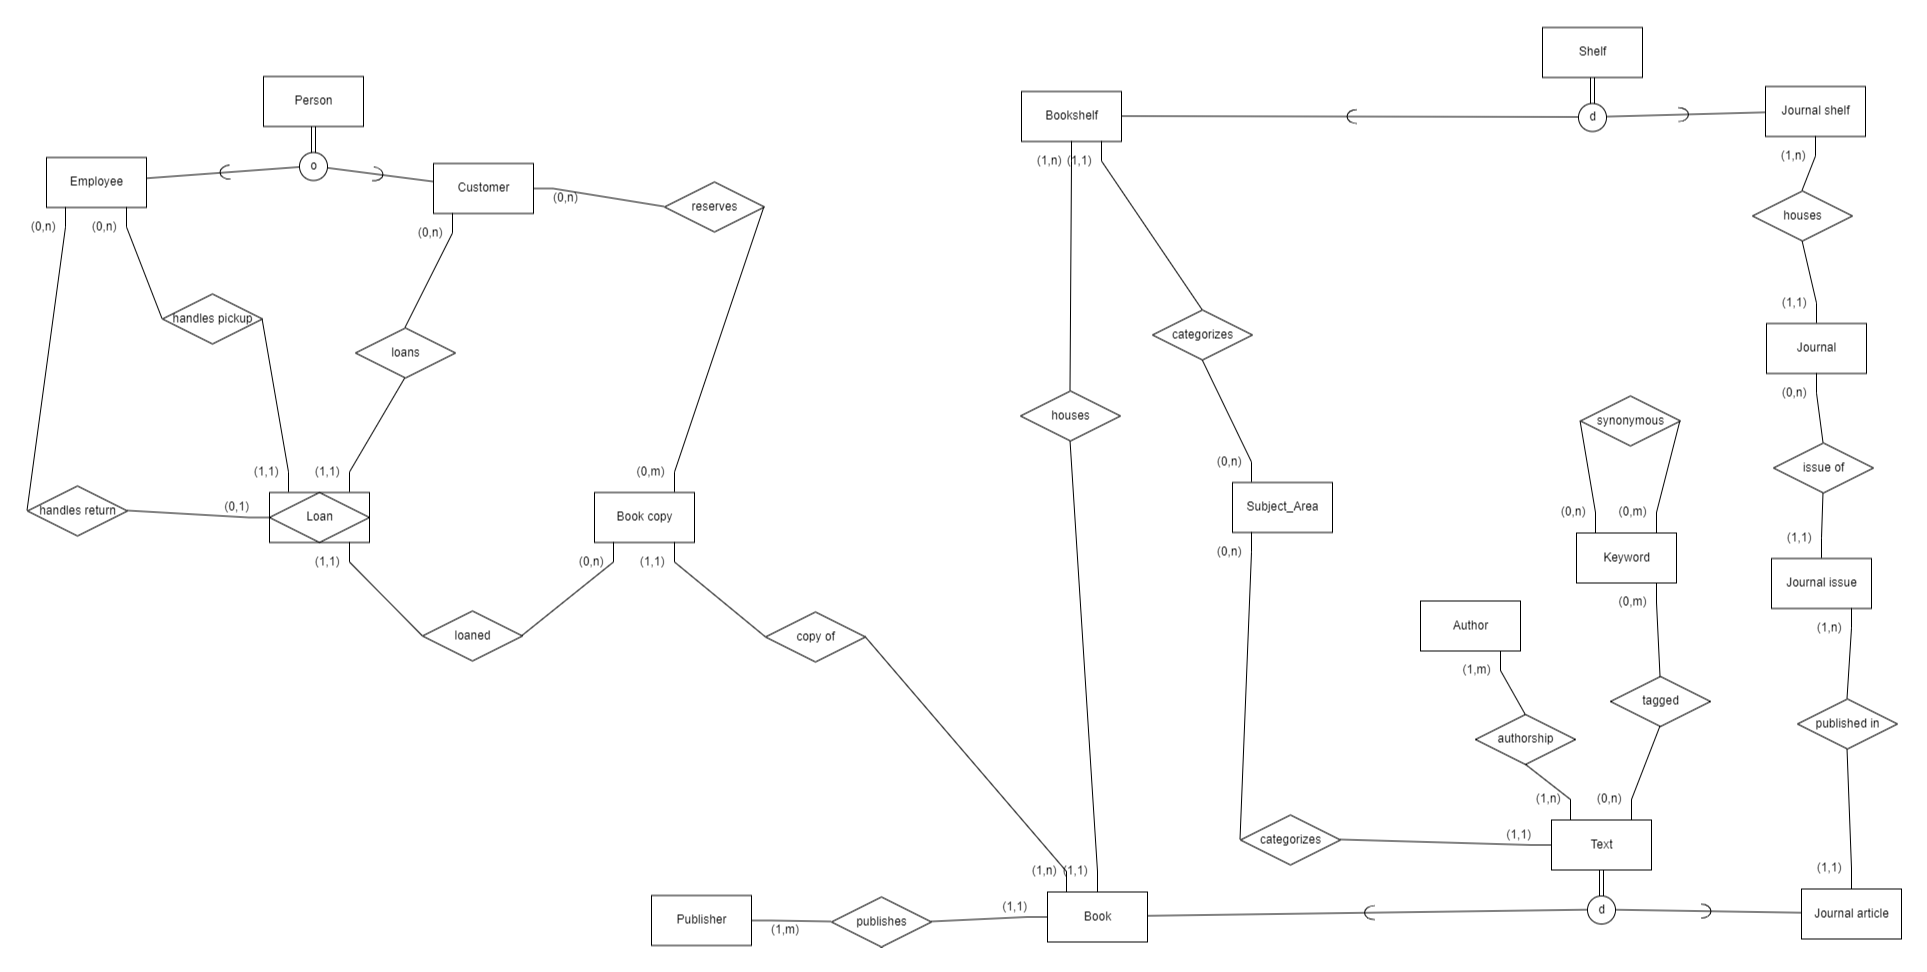 Shelf
Person
Bookshelf
d
Journal shelf
(1,n)
(1,1)
(1,n)
o
Employee
Customer
(0,n)
reserves
houses
(0,n)
(0,n)
(0,n)
handles pickup
loans
categorizes
(1,1)
Journal
(0,n)
houses
synonymous
(1,1)
(1,1)
(0,m)
(0,n)
issue of
handles return
(0,1)
Loan
Book copy
Subject_Area
(0,n)
(0,m)
(1,1)
(0,n)
(1,1)
(0,n)
Keyword
(1,1)
Journal issue
(0,m)
(1,n)
loaned
copy of
Author
(1,m)
tagged
authorship
published in
(1,n)
(0,n)
categorizes
(1,1)
Text
(1,n)
(1,1)
(1,1)
Publisher
(1,m)
publishes
(1,1)
Book
d
Journal article